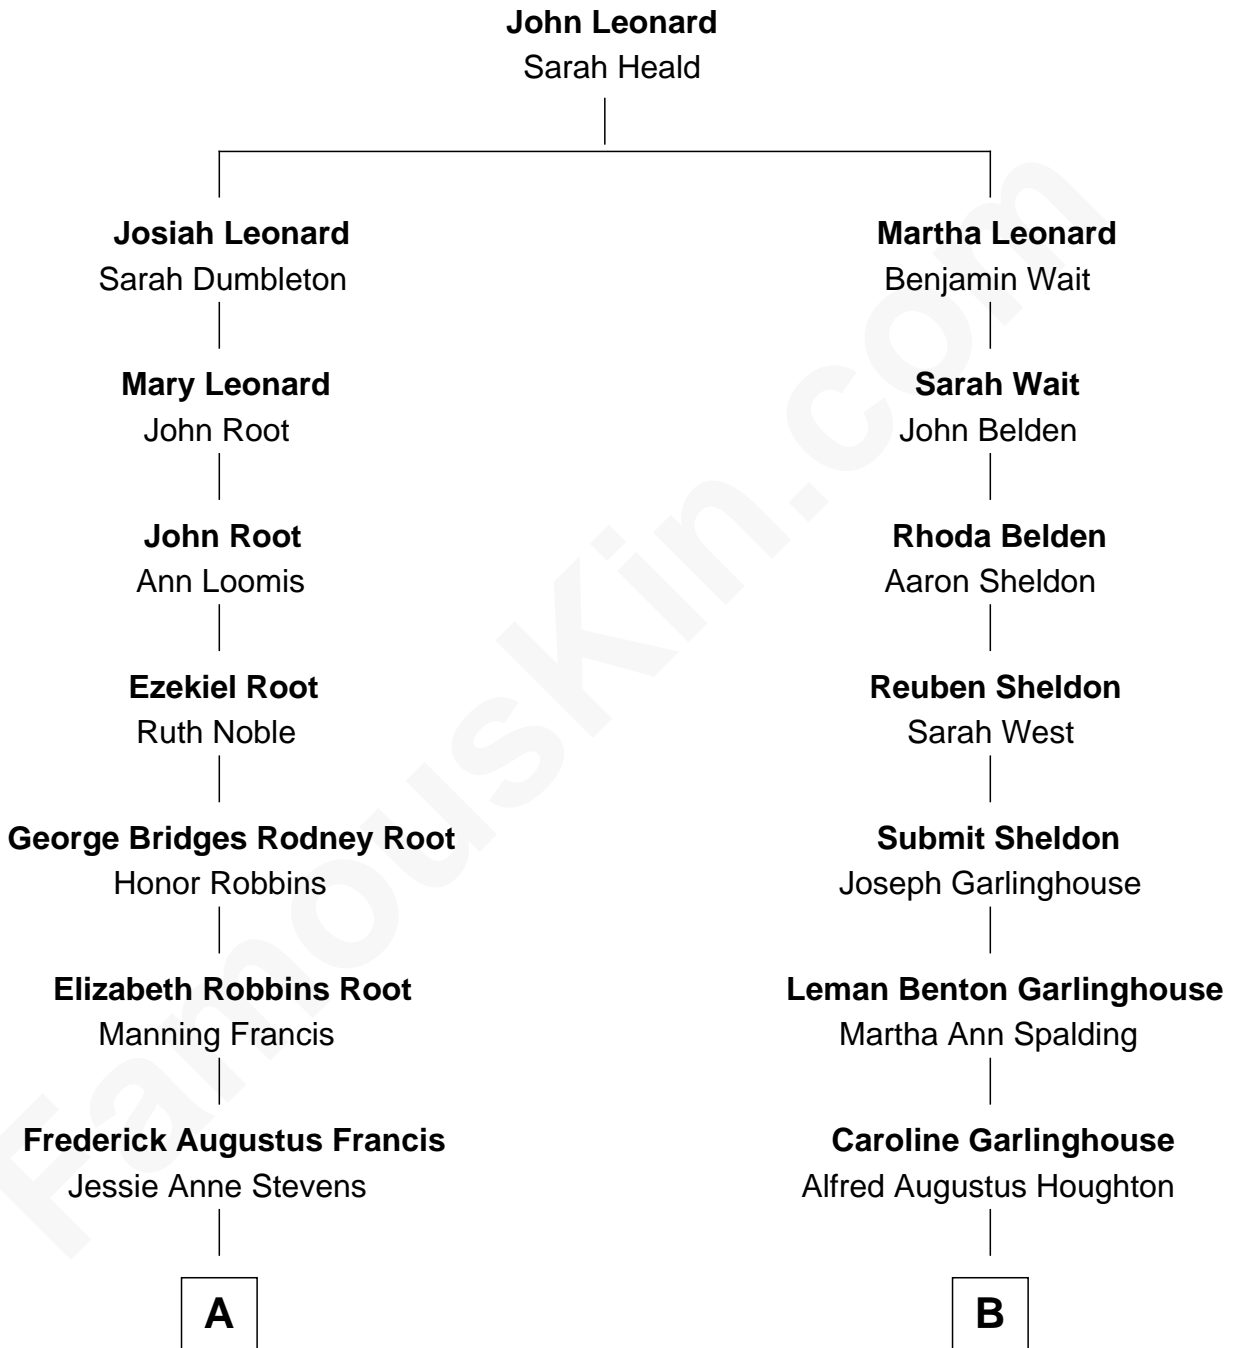 John Leonard
Sarah Heald
Josiah Leonard
Sarah Dumbleton
Mary Leonard
John Root
John Root
Ann Loomis
Ezekiel Root
Ruth Noble
George Bridges Rodney Root
Honor Robbins
Elizabeth Robbins Root
Manning Francis
Frederick Augustus Francis
Jessie Anne Stevens
A
Martha Leonard
Benjamin Wait
Sarah Wait
John Belden
Rhoda Belden
Aaron Sheldon
Reuben Sheldon
Sarah West
Submit Sheldon
Joseph Garlinghouse
Leman Benton Garlinghouse
Martha Ann Spalding
Caroline Garlinghouse
Alfred Augustus Houghton
B
FamousKin.com